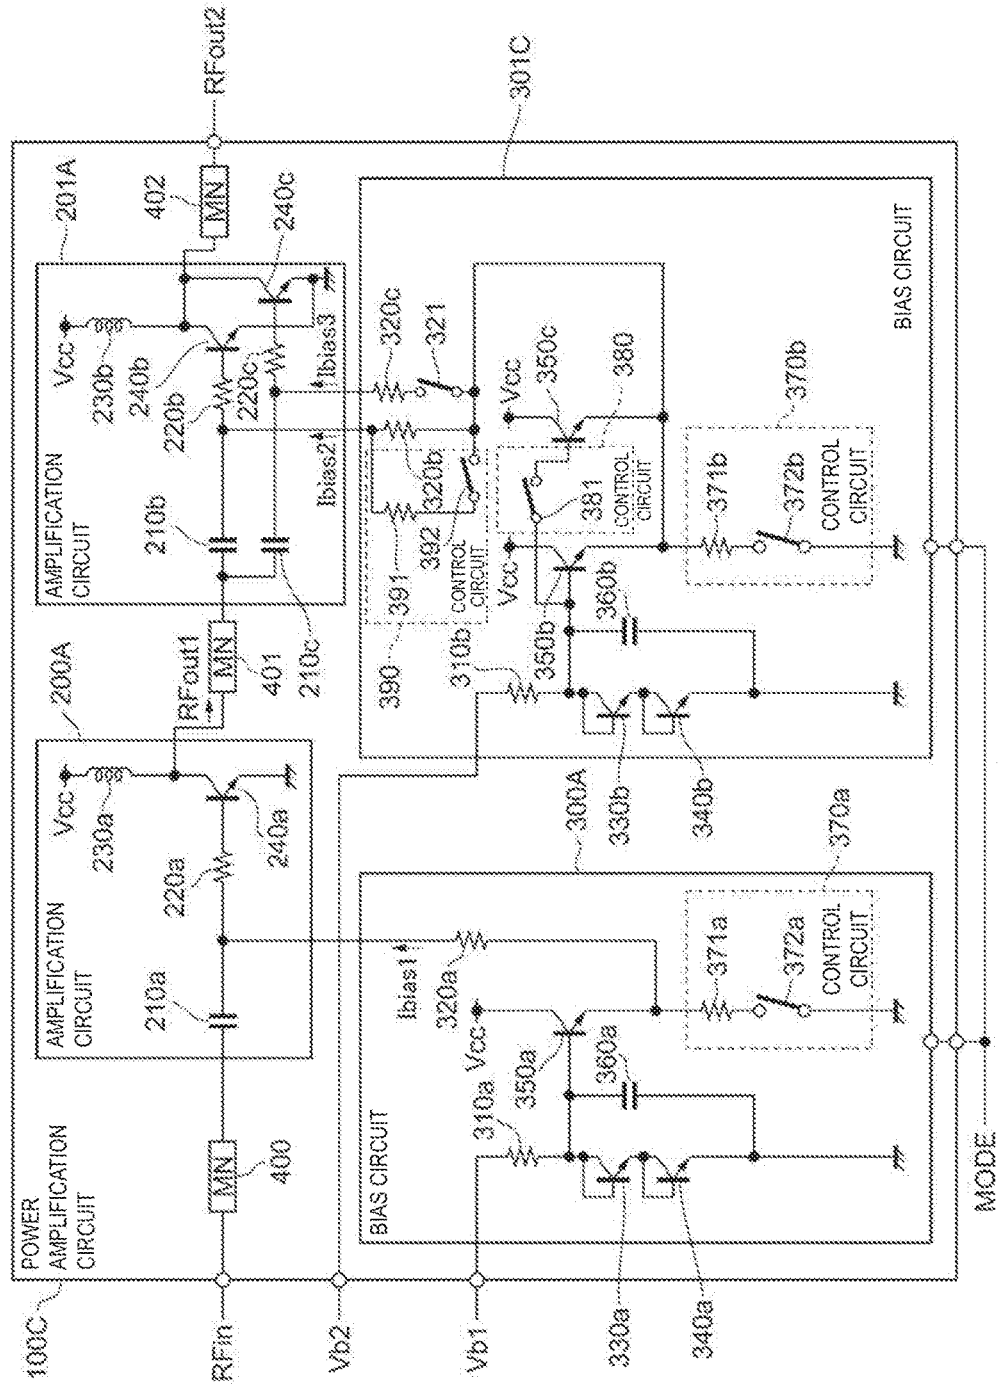 100C
POWER
AMPLIFICATION
CIRCUIT
RFin
MN
400
AMPLIFICATION
CIRCUIT
200A
210a
220a
Vcc
230a
240a
RFout1
MN
401
AMPLIFICATION
CIRCUIT
201A
210b
210c
220b
220c
Vcc
230b
240b
240c
MN
402
RFout2
Vb2
Vb1
BIAS CIRCUIT
300A
Ibias1
320a
310a
Vcc
350a
360a
330a
340a
370a
371a
372a
CONTROL
CIRCUIT
BIAS CIRCUIT
301C
Ibias2
Ibias3
320b
320c
321
390
391
392
CONTROL
CIRCUIT
310b
Vcc
350b
360b
330b
340b
Vcc
350c
380
381
CONTROL
CIRCUIT
370b
371b
372b
CONTROL
CIRCUIT
MODE